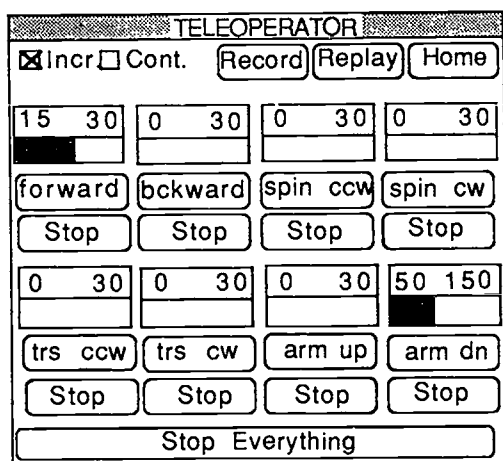 TELEOPERATOR
Incr. Cont. Record Replay Home
15 30 0 30 0 30 0 30
forward bckward spin ccw spin cw
Stop Stop Stop Stop
0 30 0 30 0 30 50 150
trs ccw trs cw arm up arm dn
Stop Stop Stop Stop
Stop Everything